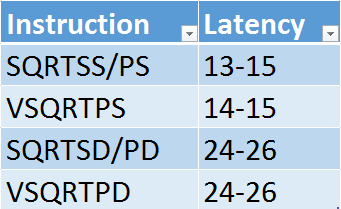 Instruction Latency
SQRTSS/PS 13-15
VSQRTPS 14-15
SQRTSD/PD 24-26
VSQRTPD 24-26